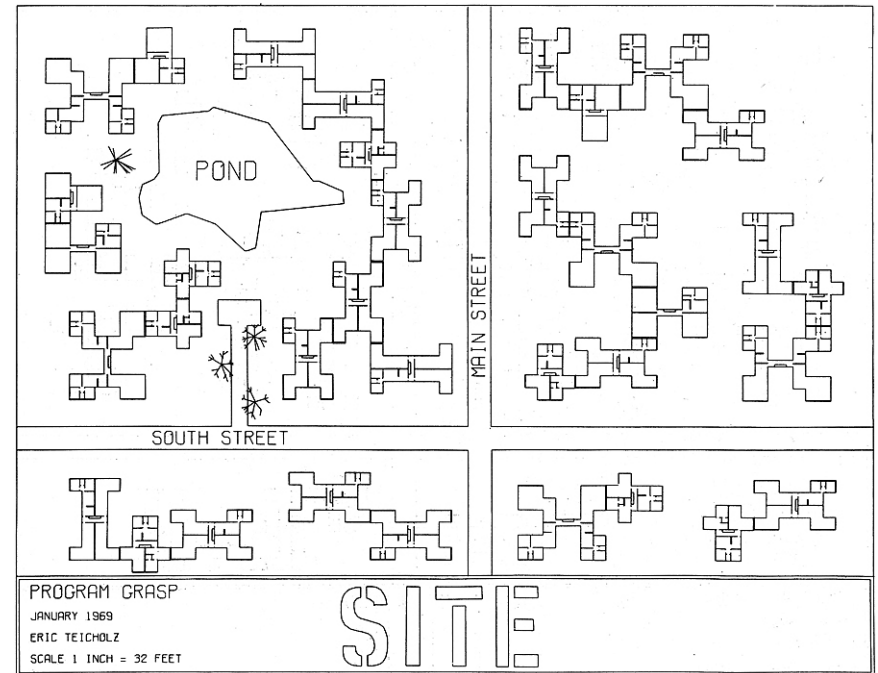 POND
MAIN STREET
SOUTH STREET
PROGRAM GRASP
JANUARY 1969
ERIC TEICHOLZ
SCALE 1 INCH = 32 FEET
SITE